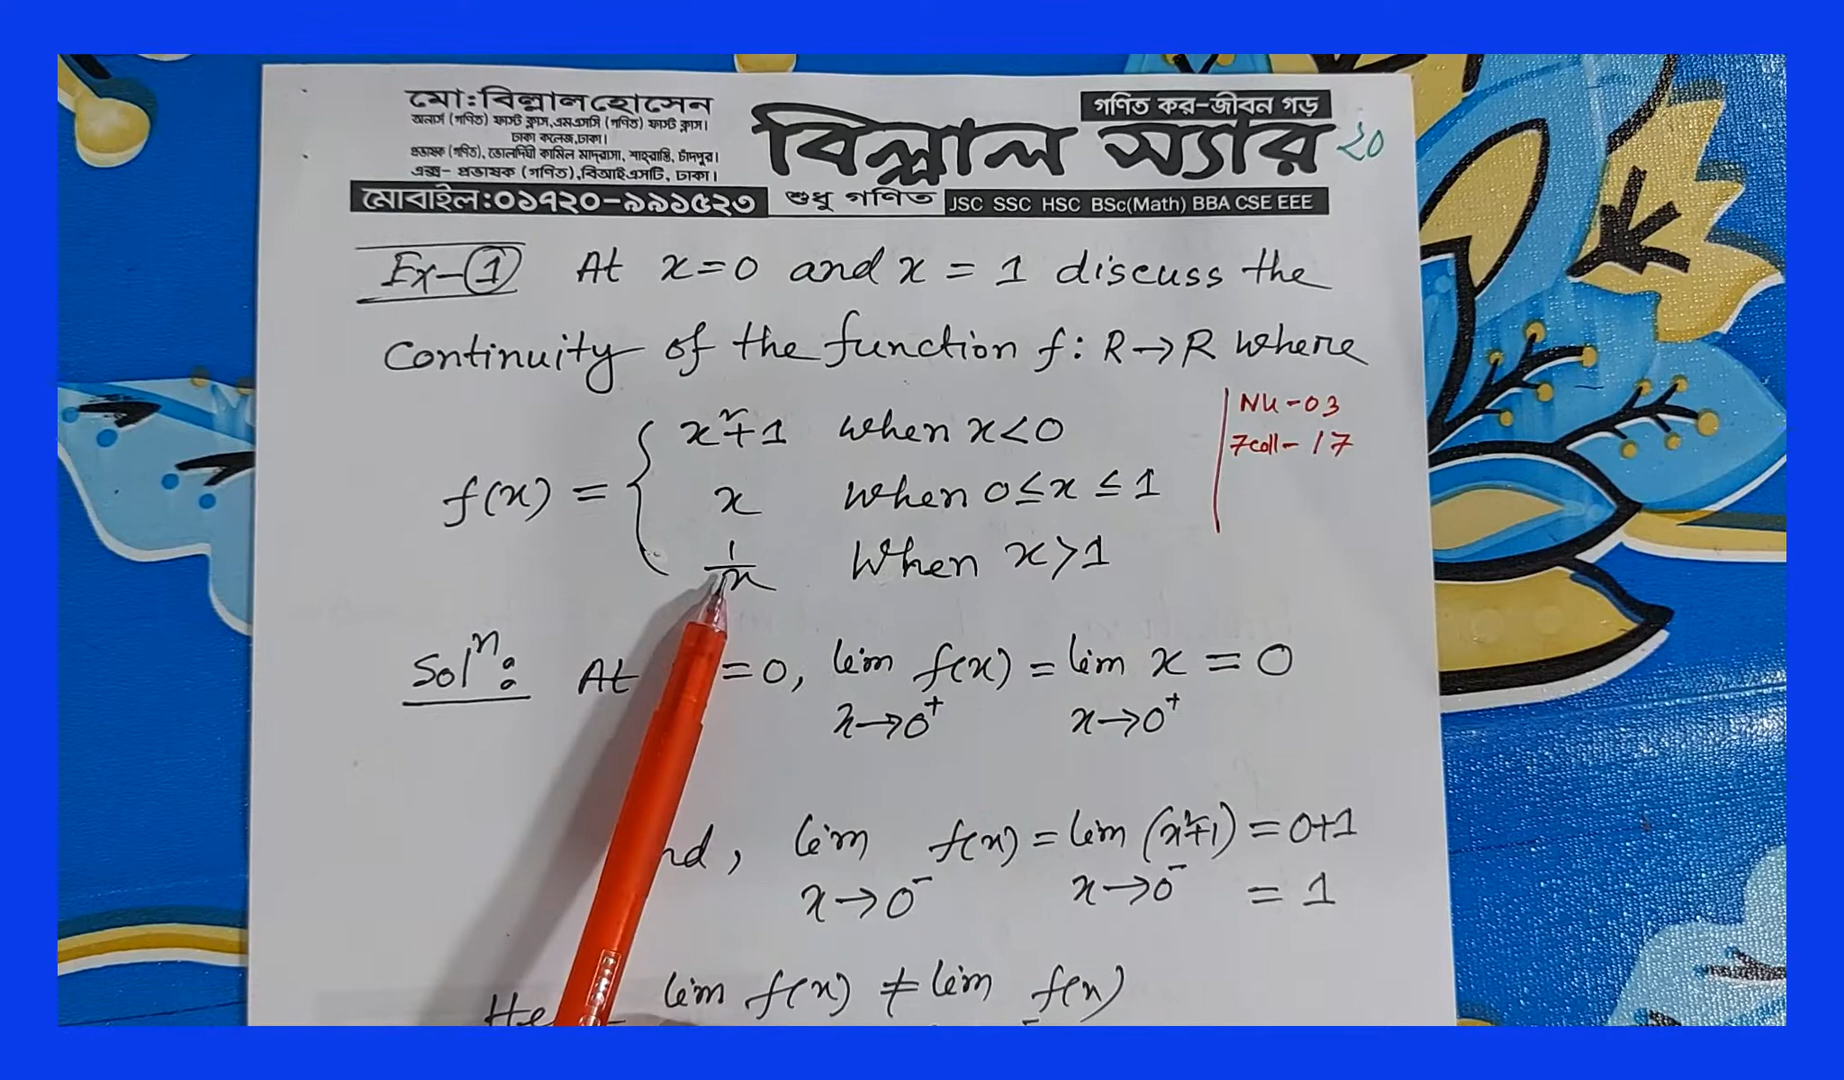 মো: বিল্লাল হোসেন
অনার্স (গণিত) ফার্স্ট ক্লাস, এমএসসি (গণিত) ফার্স্ট ক্লাস।
ঢাকা কলেজ, ঢাকা।
প্রভাষক (গণিত), ভোলদিঘী কামিল মাদ্রাসা, শাহরাস্তি, চাঁদপুর।
এক্স- প্রভাষক (গণিত), বিআইএসটি, ঢাকা।
মোবাইল: ০১৭২০-৯৯১৫২৩
গণিত কর-জীবন গড়
বিল্লাল স্যার ২০
শুধু গণিত JSC SSC HSC BSc(Math) BBA CSE EEE
Ex-① At x=0 and x = 1 discuss the
Continuity of the function f: R→R where
f(x) = { x²+1 when x<0
x when 0≤x≤1
1/x When x>1
NU-03
7coll-17
Solⁿ: At =0, lim f(x) = lim x = 0
x→0⁺ x→0⁺
nd, lim f(x) = lim (x²+1) = 0+1
x→0⁻ x→0⁻ = 1
He lim f(x) ≠ lim f(x)